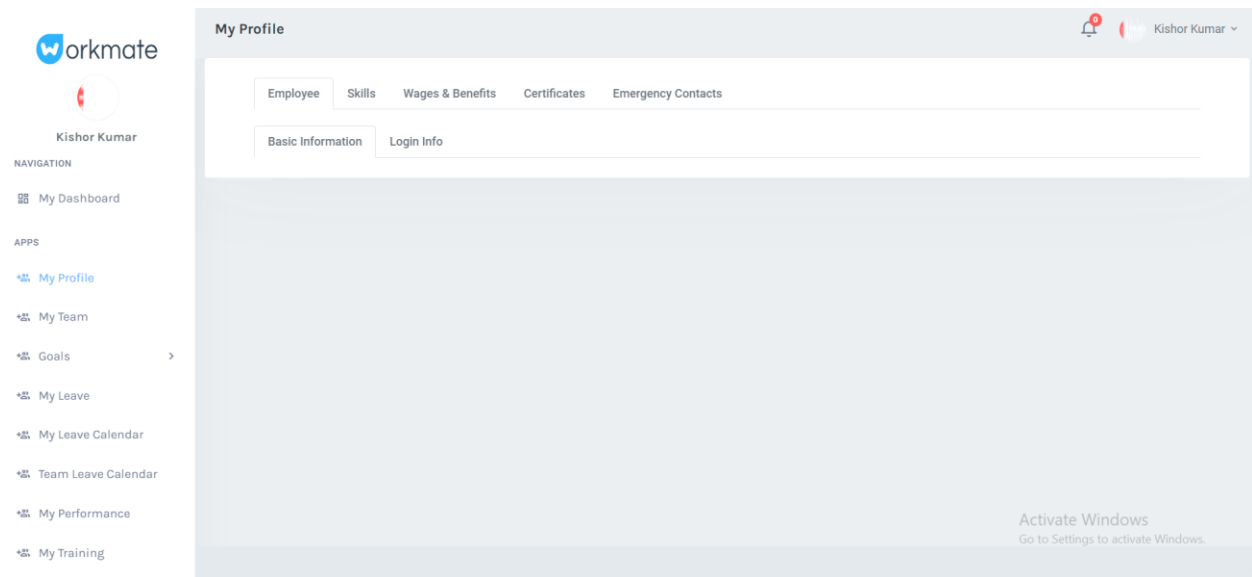 workmate
Kishor Kumar
NAVIGATION
My Dashboard
APPS
My Profile
My Team
Goals
My Leave
My Leave Calendar
Team Leave Calendar
My Performance
My Training
My Profile
0
Kishor Kumar
Employee Skills Wages & Benefits Certificates Emergency Contacts
Basic Information Login Info
Activate Windows
Go to Settings to activate Windows.